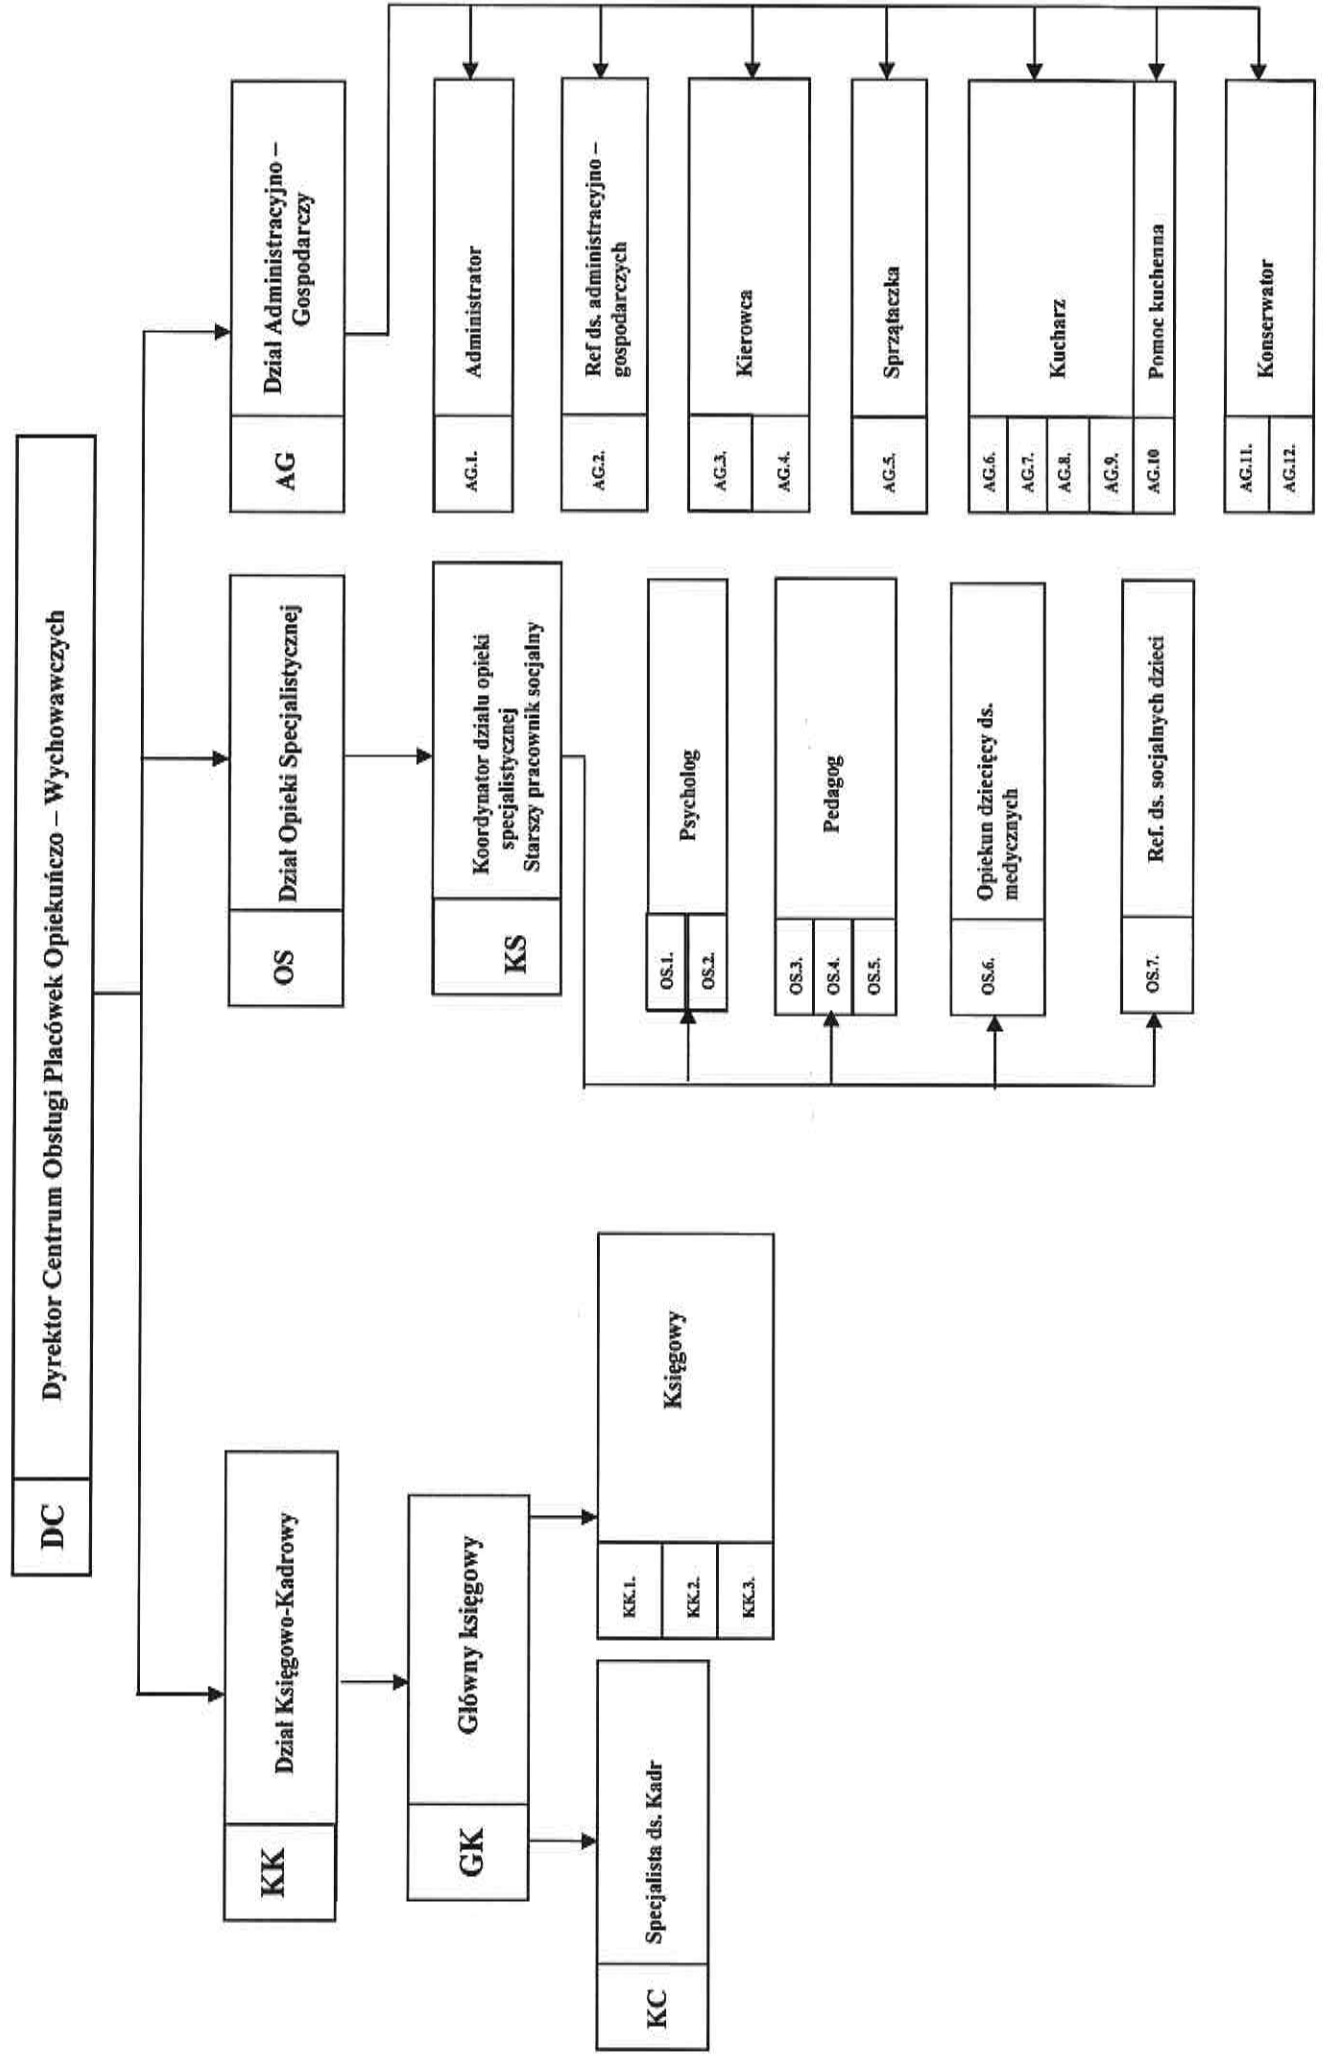 DC
Dyrektor Centrum Obsługi Placówek Opiekuńczo – Wychowawczych
KK
Dział Księgowo-Kadrowy
GK
Główny księgowy
KC
Specjalista ds. Kadr
KK.1.
KK.2.
KK.3.
Księgowy
OS
Dział Opieki Specjalistycznej
KS
Koordynator działu opieki
specjalistycznej
Starszy pracownik socjalny
OS.1.
OS.2.
Psycholog
OS.3.
OS.4.
OS.5.
Pedagog
OS.6.
Opiekun dziecięcy ds.
medycznych
OS.7.
Ref. ds. socjalnych dzieci
AG
Dział Administracyjno –
Gospodarczy
AG.1.
Administrator
AG.2.
Ref ds. administracyjno –
gospodarczych
AG.3.
AG.4.
Kierowca
AG.5.
Sprzątaczka
AG.6.
AG.7.
AG.8.
AG.9.
Kucharz
AG.10
Pomoc kuchenna
AG.11.
AG.12.
Konserwator